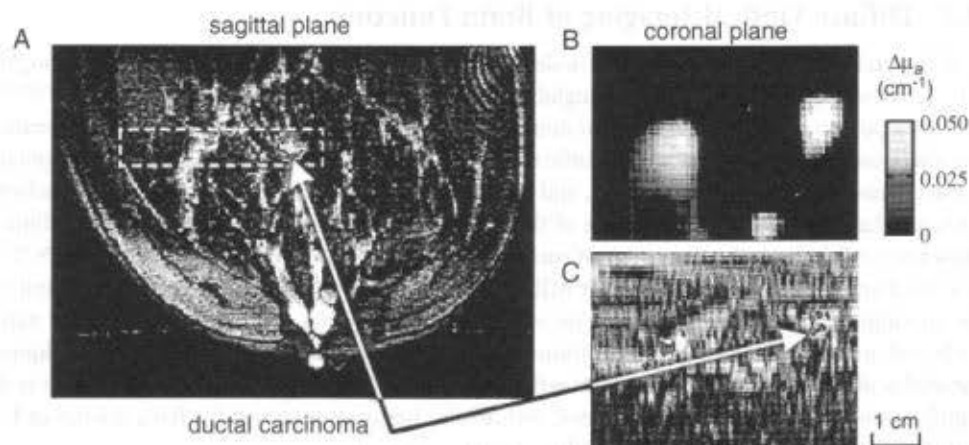 A
sagittal plane
B
coronal plane
Δμa
(cm-1)
0.050
0.025
0
C
ductal carcinoma
1 cm